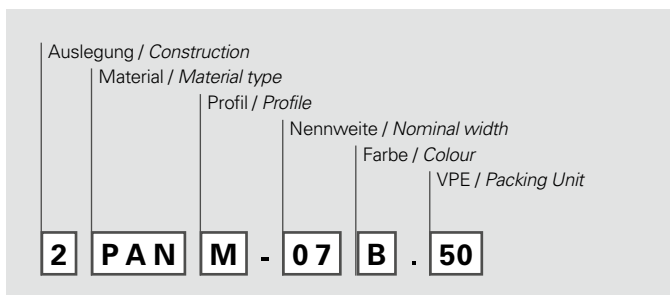 Auslegung / Construction
Material / Material type
Profil / Profile
Nennweite / Nominal width
Farbe / Colour
VPE / Packing Unit
2 PAN M - 07 B . 50